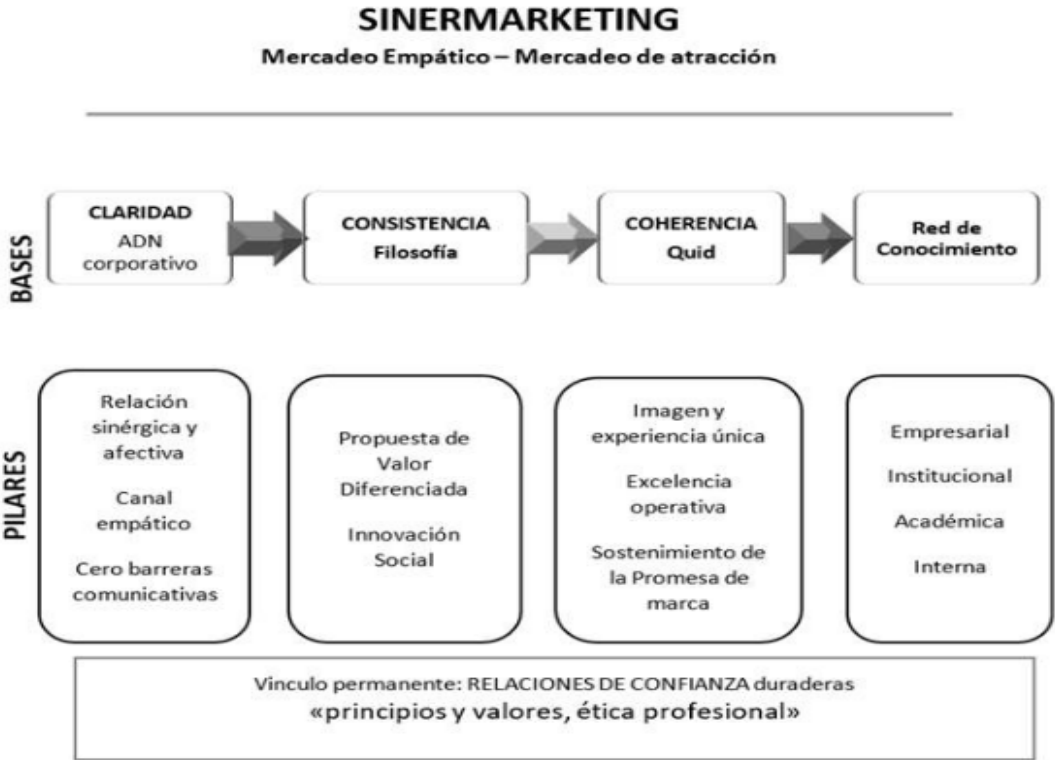 SINERMARKETING
Mercadeo Empático – Mercadeo de atracción
BASES
CLARIDAD
ADN
corporativo
CONSISTENCIA
Filosofía
COHERENCIA
Quid
Red de
Conocimiento
PILARES
Relación
sinérgica y
afectiva
Canal
empático
Cero barreras
comunicativas
Propuesta de
Valor
Diferenciada
Innovación
Social
Imagen y
experiencia única
Excelencia
operativa
Sostenimiento de
la Promesa de
marca
Empresarial
Institucional
Académica
Interna
Vinculo permanente: RELACIONES DE CONFIANZA duraderas
«principios y valores, ética profesional»